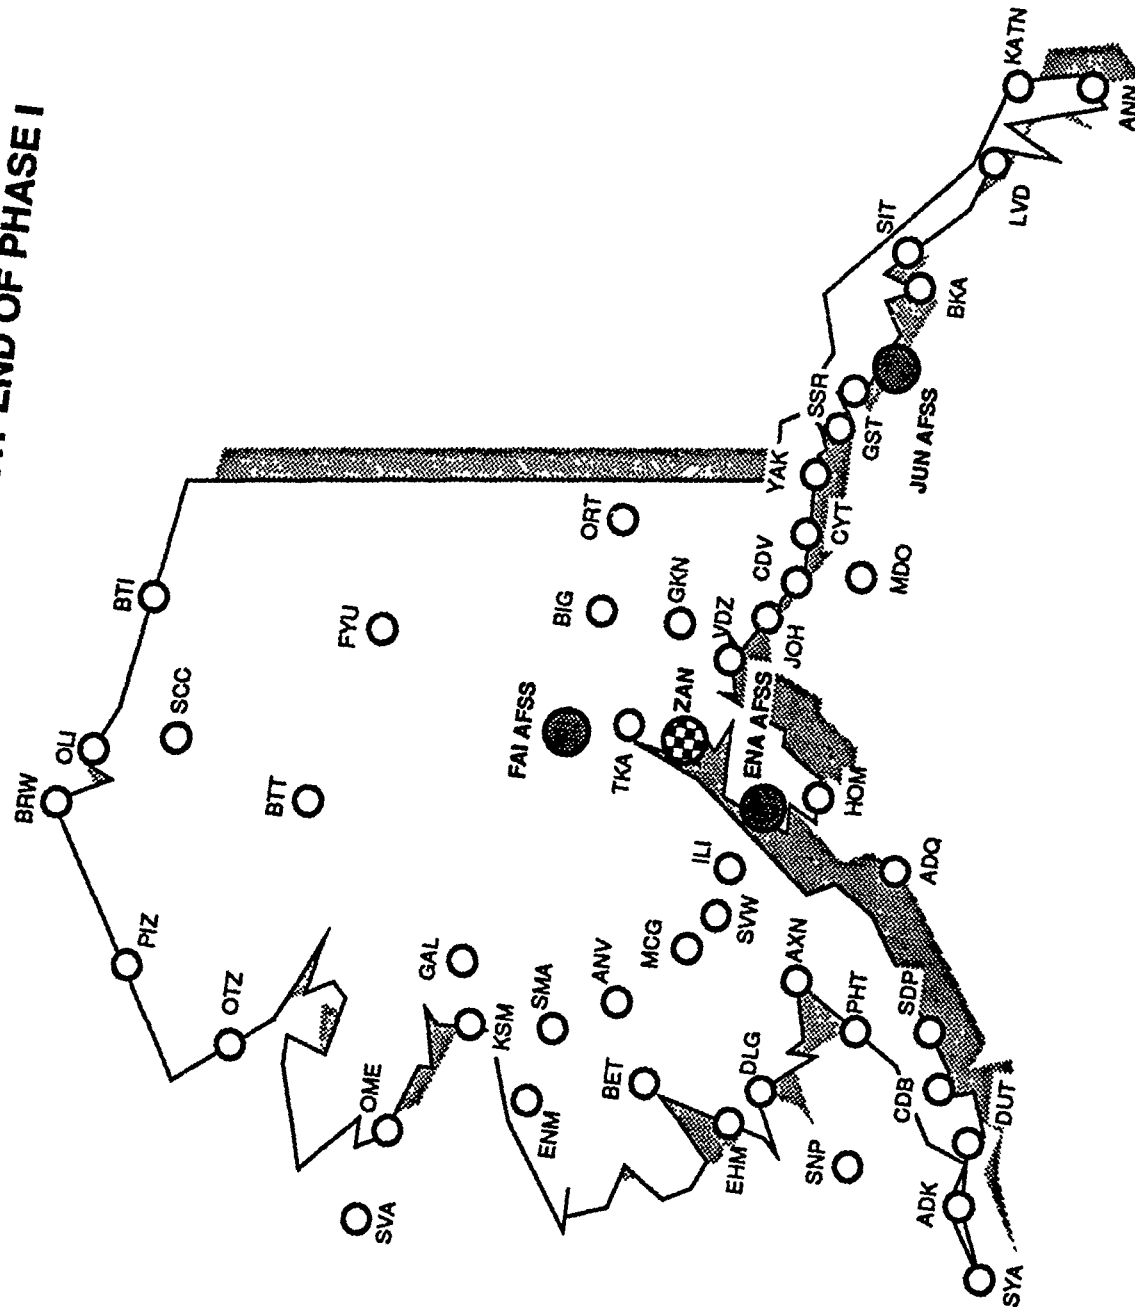 END OF PHASE I
BRW
OLI
BTI
SCC
PIZ
OTZ
BTT
FYU
GAL
KSM
OME
SVA
ENM
SMA
ANV
BET
EHM
DLG
SNP
MCG
SVW
ILI
FAI AFSS
TKA
ZAN
ENA AFSS
BIG
ORT
GKN
VDZ
JOH
CDV
CYT
MDO
YAK
SSR
GST
JUN AFSS
BKA
SIT
LVD
KATN
ANN
HOM
ADQ
AXN
PHT
SDP
CDB
DUT
ADK
SYA